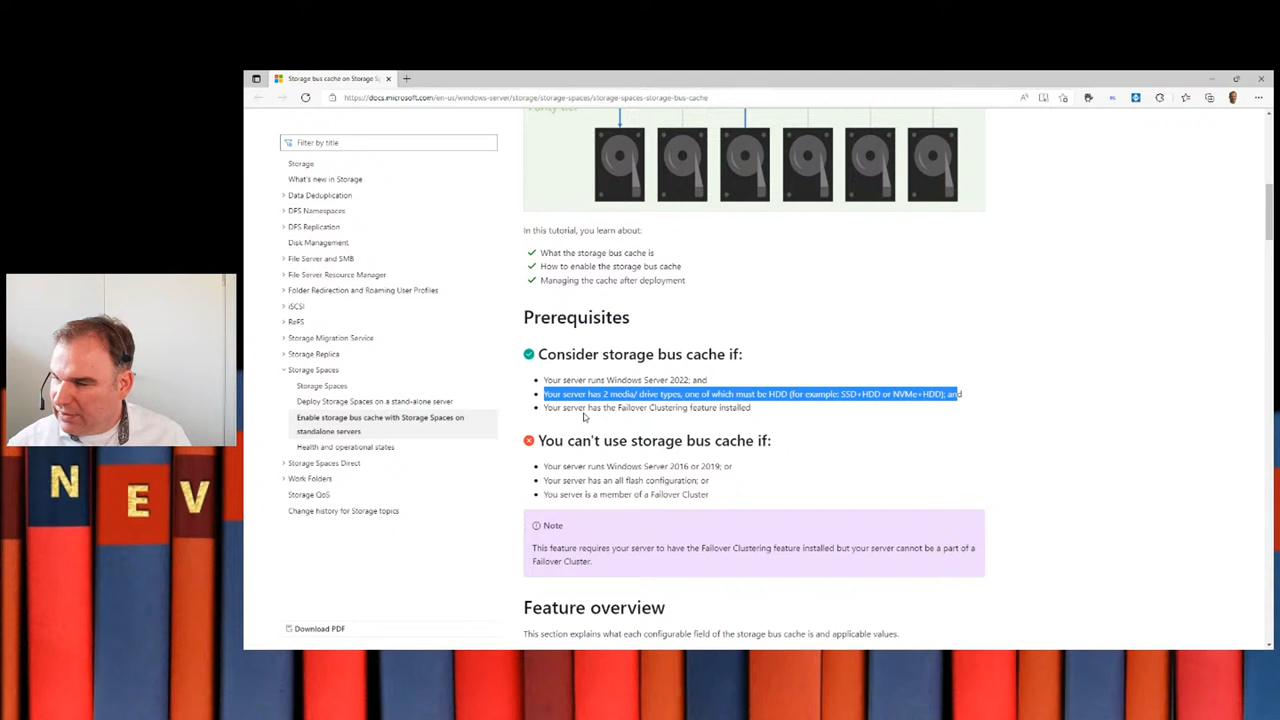 Storage bus cache on Storage Sp
https://docs.microsoft.com/en-us/windows-server/storage/storage-spaces/storage-spaces-storage-bus-cache
Parity tier
Filter by title
Storage
What's new in Storage
Data Deduplication
DFS Namespaces
DFS Replication
Disk Management
File Server and SMB
File Server Resource Manager
Folder Redirection and Roaming User Profiles
iSCSI
ReFS
Storage Migration Service
Storage Replica
Storage Spaces
Storage Spaces
Deploy Storage Spaces on a stand-alone server
Enable storage bus cache with Storage Spaces on
standalone servers
Health and operational states
Storage Spaces Direct
Work Folders
Storage QoS
Change history for Storage topics
Download PDF
In this tutorial, you learn about:
What the storage bus cache is
How to enable the storage bus cache
Managing the cache after deployment
Prerequisites
Consider storage bus cache if:
• Your server runs Windows Server 2022; and
• Your server has 2 media/ drive types, one of which must be HDD (for example: SSD+HDD or NVMe+HDD); and
• Your server has the Failover Clustering feature installed
You can't use storage bus cache if:
• Your server runs Windows Server 2016 or 2019; or
• Your server has an all flash configuration; or
• You server is a member of a Failover Cluster
Note
This feature requires your server to have the Failover Clustering feature installed but your server cannot be a part of a
Failover Cluster.
Feature overview
This section explains what each configurable field of the storage bus cache is and applicable values.
N E V